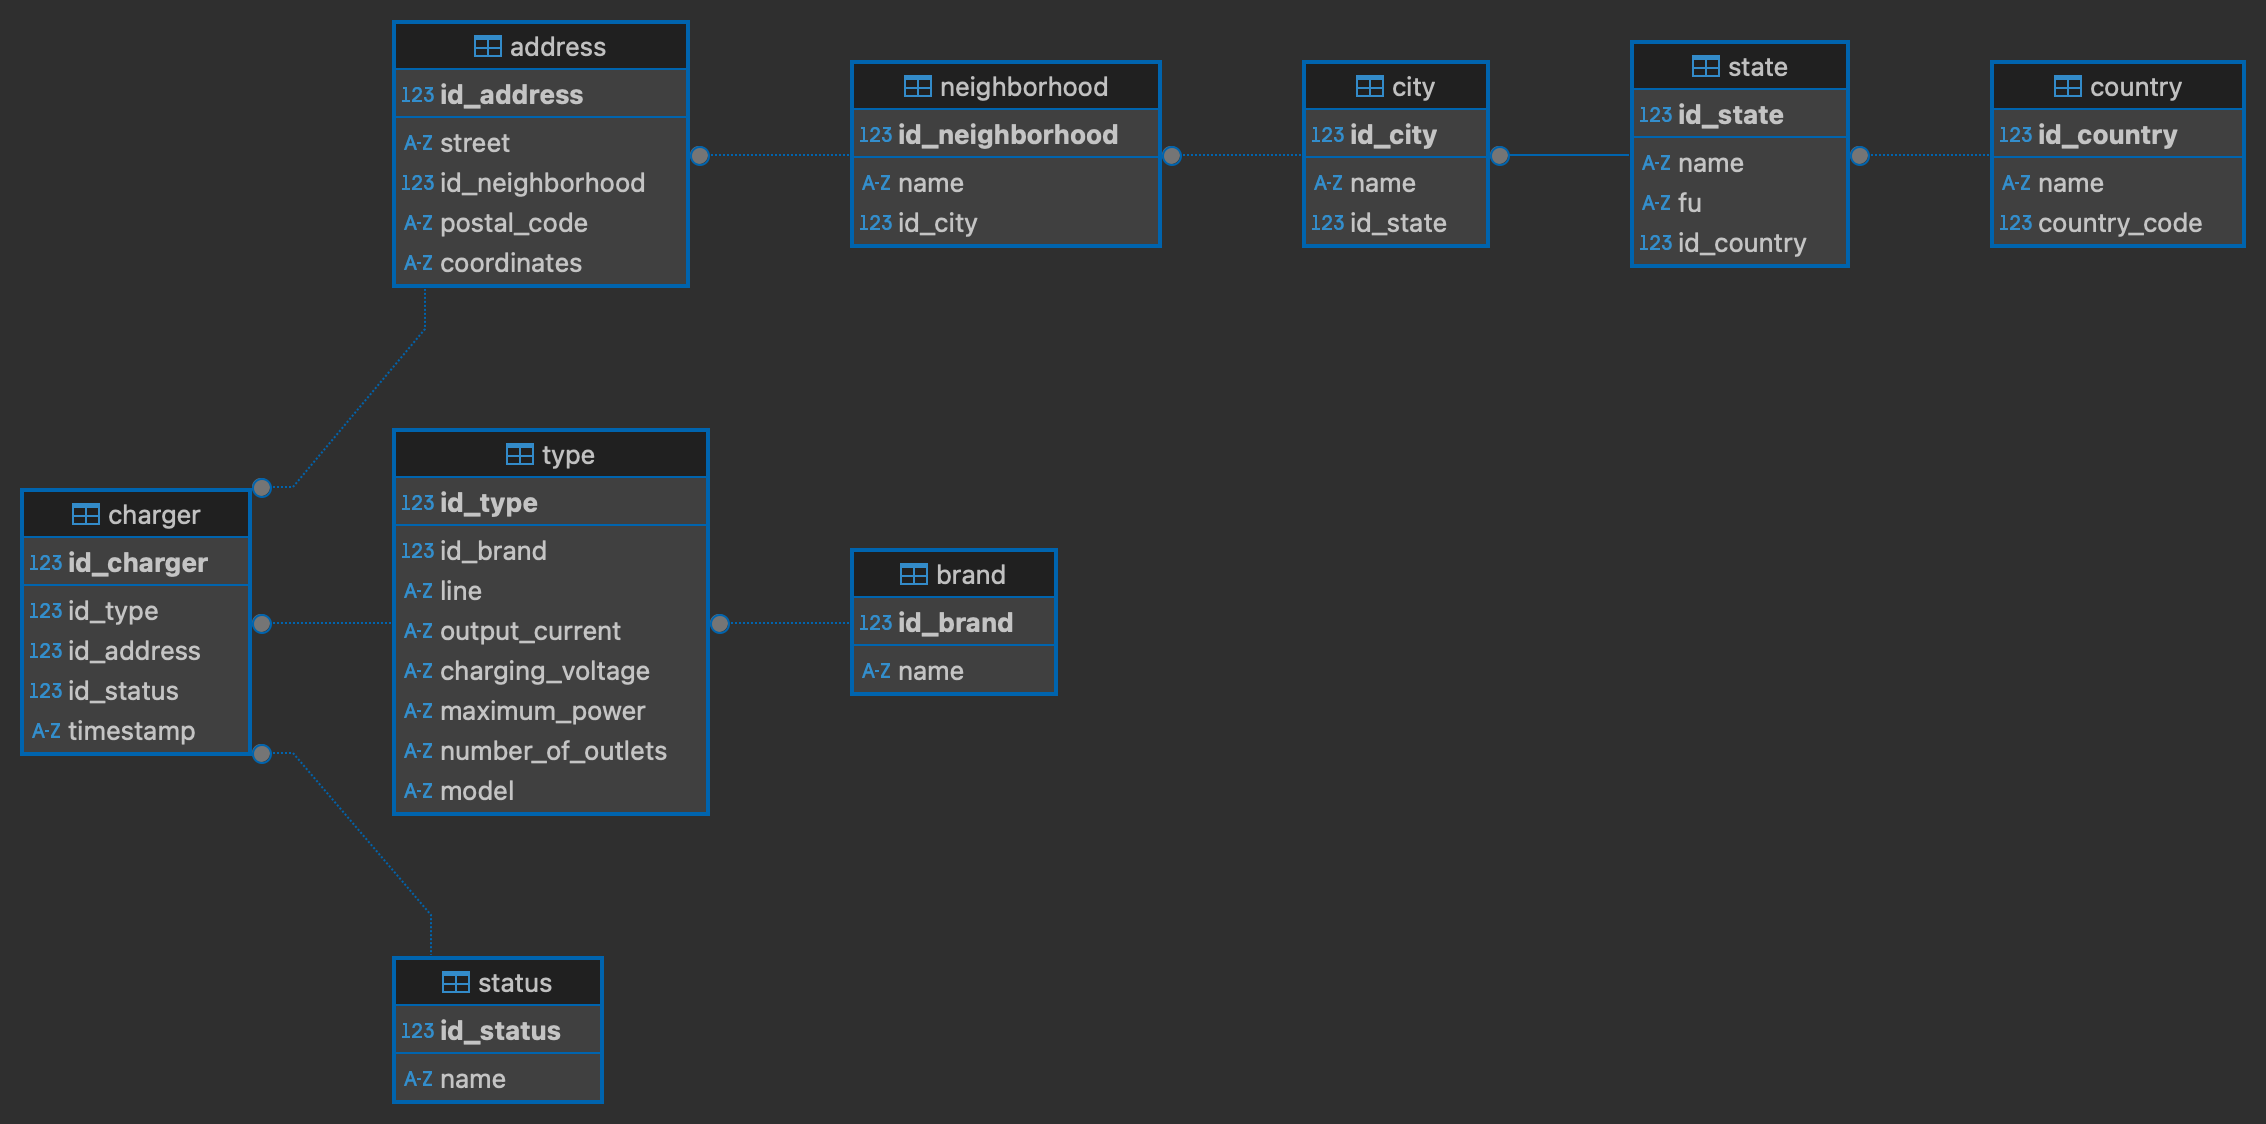 address
123 id_address
A-Z street
123 id_neighborhood
A-Z postal_code
A-Z coordinates
neighborhood
123 id_neighborhood
A-Z name
123 id_city
city
123 id_city
A-Z name
123 id_state
state
123 id_state
A-Z name
A-Z fu
123 id_country
country
123 id_country
A-Z name
123 country_code
charger
123 id_charger
123 id_type
123 id_address
123 id_status
A-Z timestamp
type
123 id_type
123 id_brand
A-Z line
A-Z output_current
A-Z charging_voltage
A-Z maximum_power
A-Z number_of_outlets
A-Z model
brand
123 id_brand
A-Z name
status
123 id_status
A-Z name